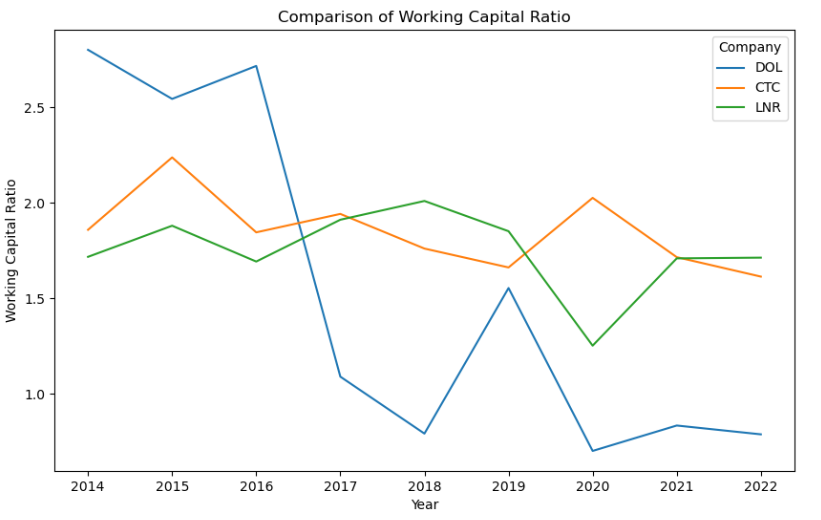 Comparison of Working Capital Ratio
Company
DOL
CTC
LNR
Working Capital Ratio
2.5
2.0
1.5
1.0
2014 2015 2016 2017 2018 2019 2020 2021 2022
Year